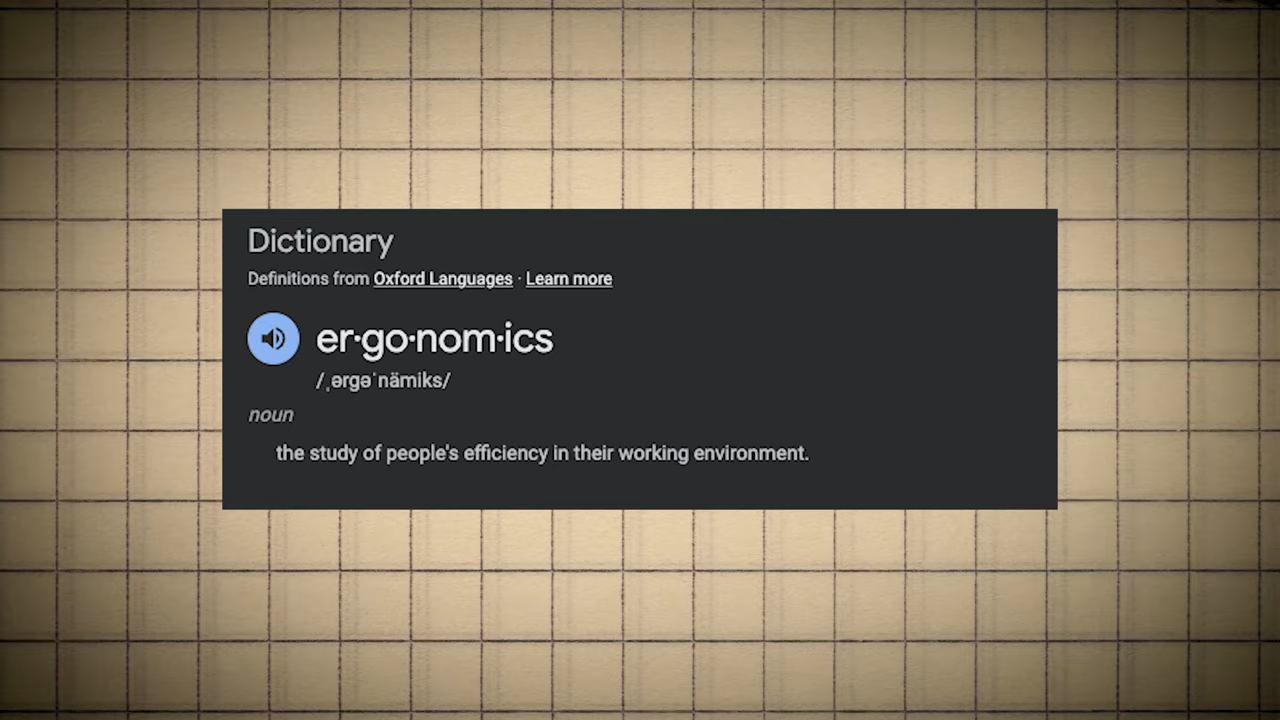 Dictionary
Definitions from Oxford Languages · Learn more
er·go·nom·ics
/ˌərɡəˈnämiks/
noun
the study of people's efficiency in their working environment.